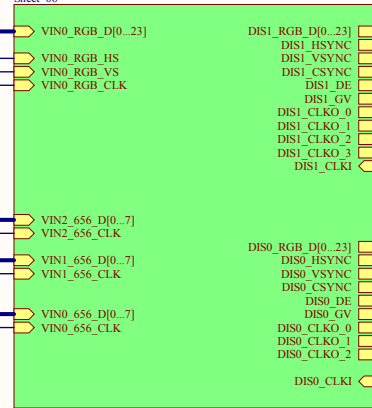 VIN0_RGB_D[0...23]
VIN0_RGB_HS
VIN0_RGB_VS
VIN0_RGB_CLK
VIN2_656_D[0...7]
VIN2_656_CLK
VIN1_656_D[0...7]
VIN1_656_CLK
VIN0_656_D[0...7]
VIN0_656_CLK
DIS1_RGB_D[0...23]
DIS1_HSYNC
DIS1_VSYNC
DIS1_CSYNC
DIS1_DE
DIS1_GV
DIS1_CLKO_0
DIS1_CLKO_1
DIS1_CLKO_2
DIS1_CLKO_3
DIS1_CLKI
DIS0_RGB_D[0...23]
DIS0_HSYNC
DIS0_VSYNC
DIS0_CSYNC
DIS0_DE
DIS0_GV
DIS0_CLKO_0
DIS0_CLKO_1
DIS0_CLKO_2
DIS0_CLKI